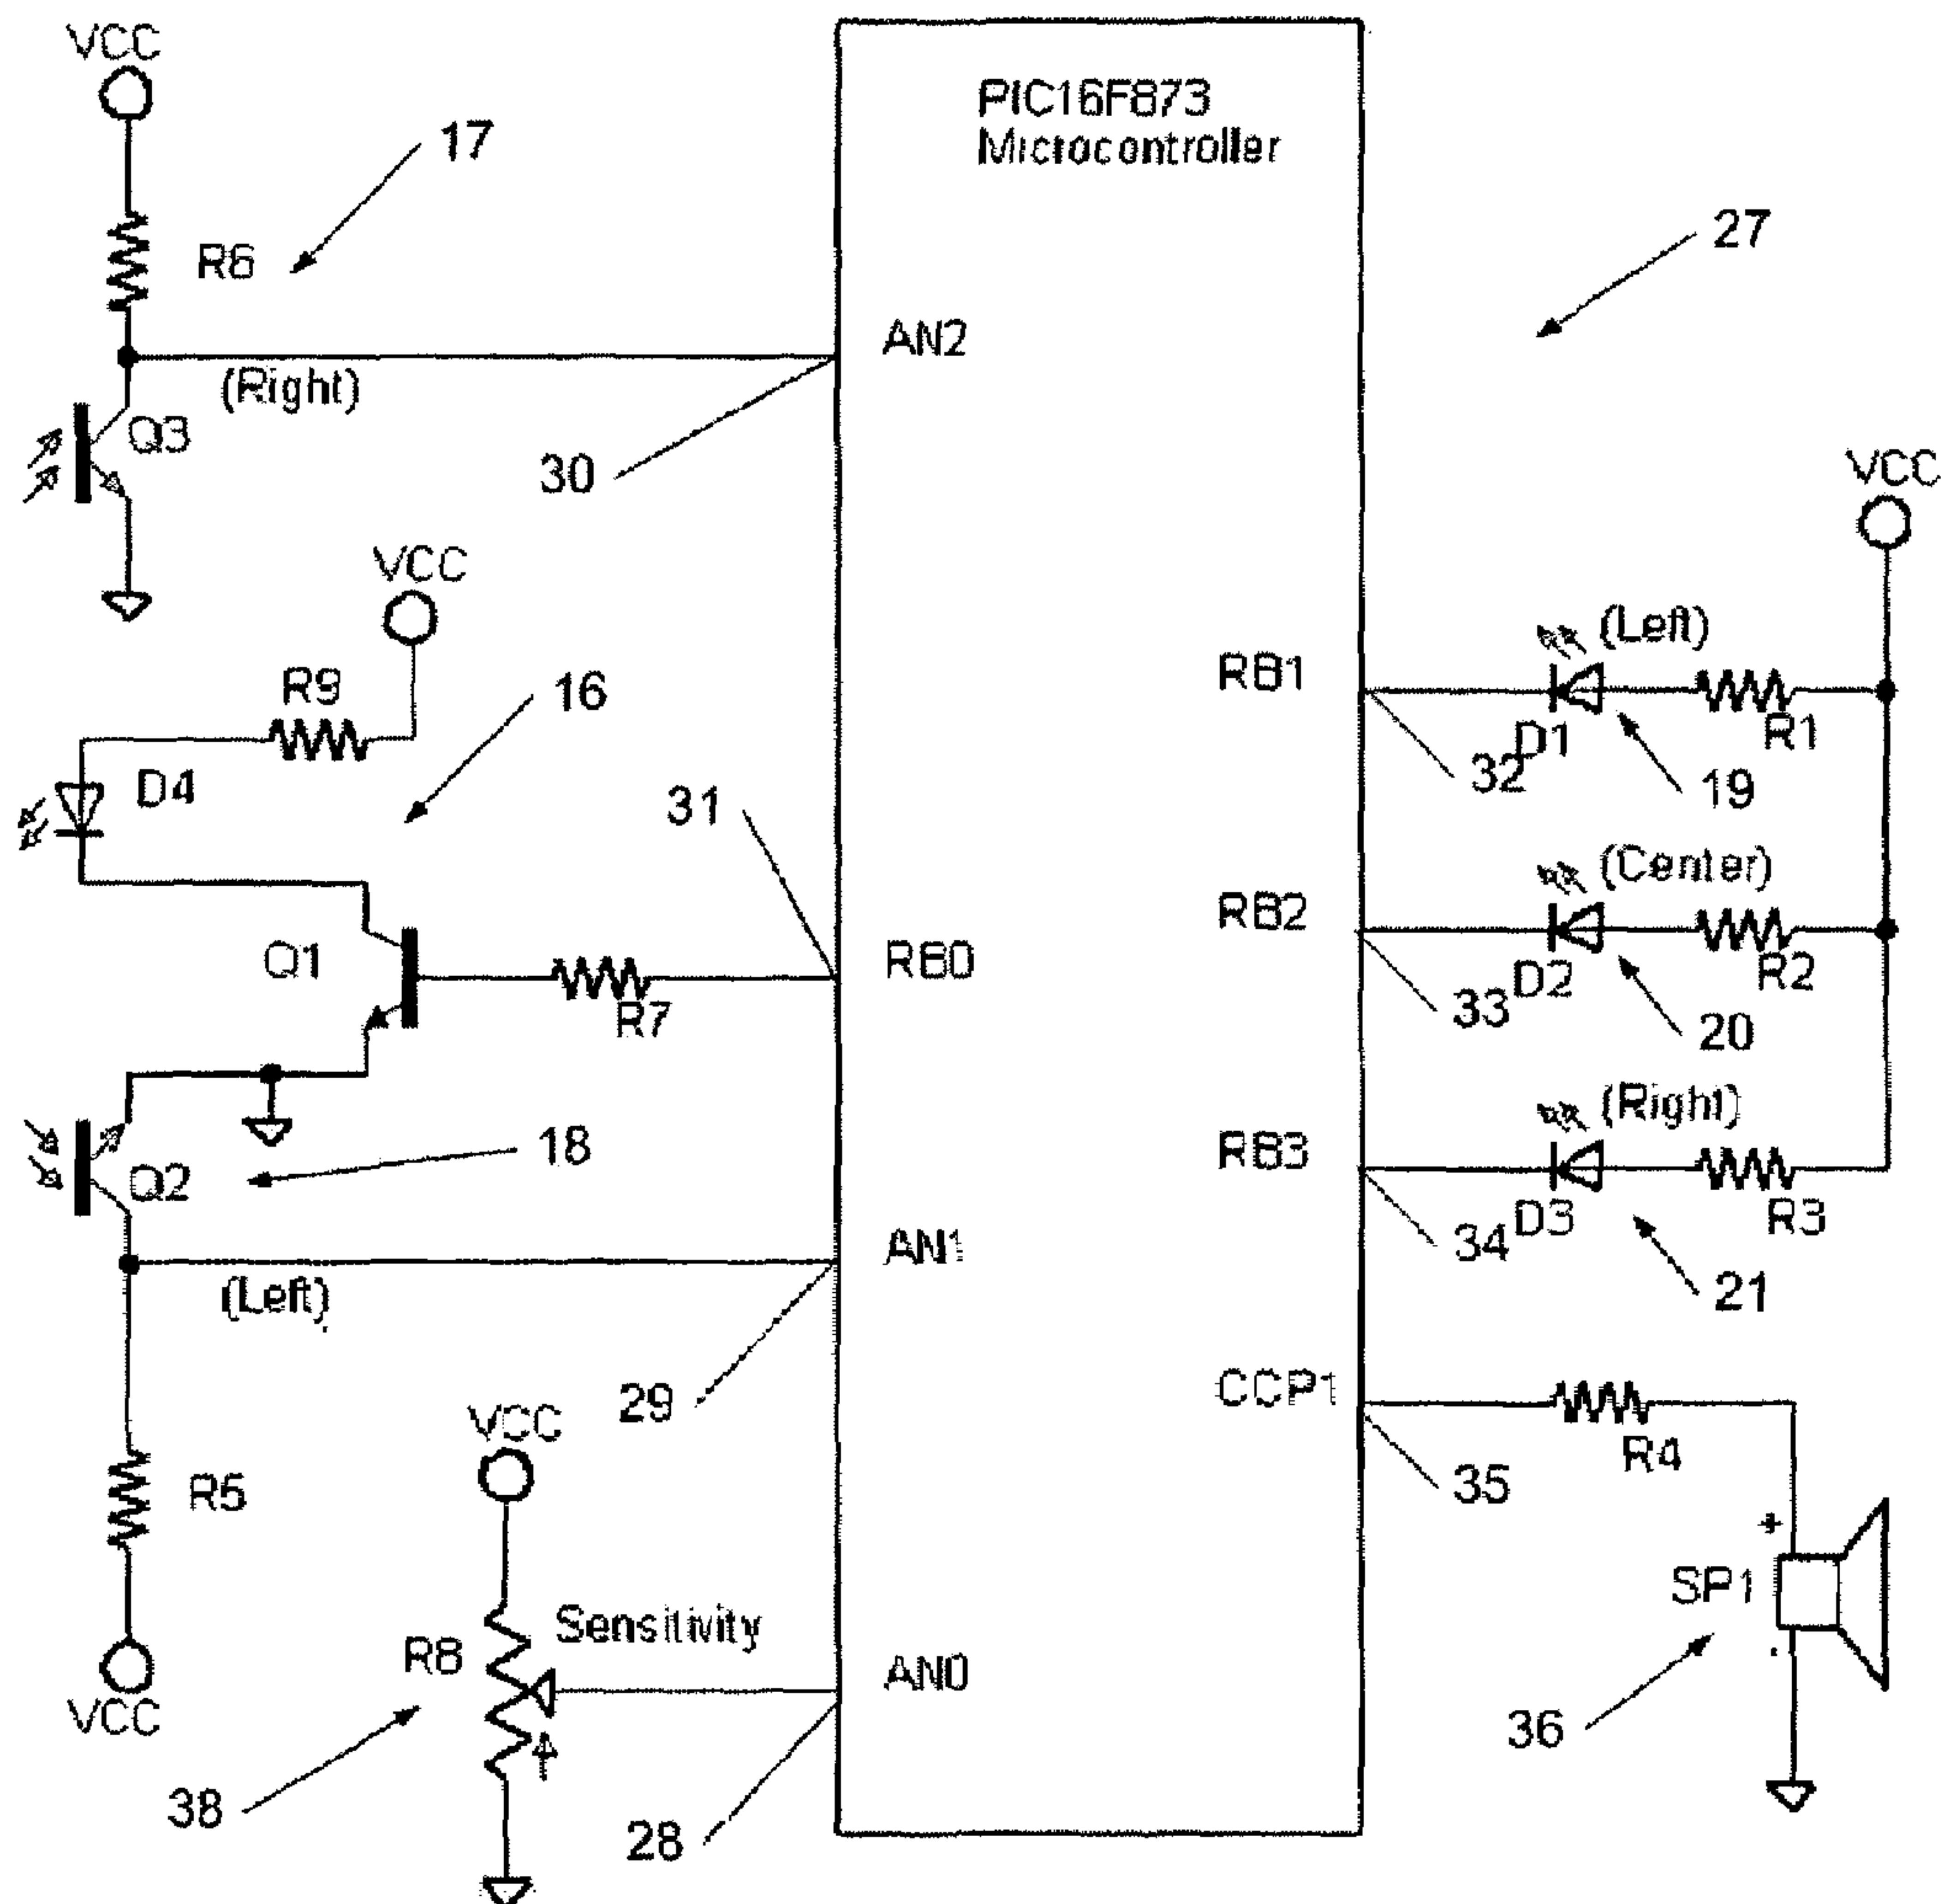 VCC
PIC16F873
Microcontroller
17
27
R6
AN2
(Right)
Q3
30
VCC
VCC
(Left)
RB1
R9
16
D1
R1
32
19
D4
31
(Center)
RB2
Q1
RB0
D2
R2
R7
33
20
(Right)
RB3
18
Q2
D3
R3
34
AN1
21
(Left)
CCP1
29
VCC
R4
R5
35
+
SP1
Sensitivity
R8
AN0
-
VCC
36
38
28